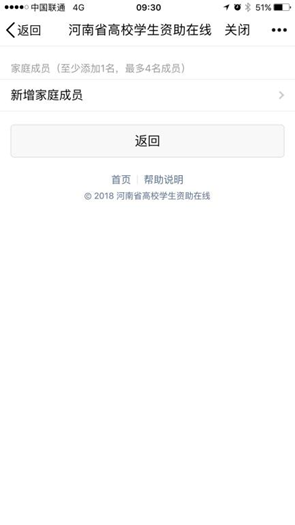 中国联通 4G 09:30 51%
返回 河南省高校学生资助在线 关闭
家庭成员（至少添加1名，最多4名成员）
新增家庭成员
返回
首页 | 帮助说明
© 2018 河南省高校学生资助在线